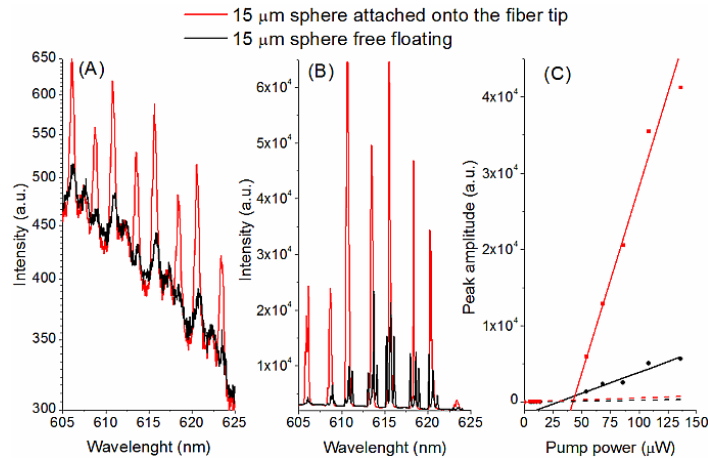 15 μm sphere attached onto the fiber tip
15 μm sphere free floating
(A)
(B)
(C)
650
600
550
500
450
400
350
300
Intensity (a.u.)
605 610 615 620 625
Wavelenght (nm)
6x10⁴
5x10⁴
4x10⁴
3x10⁴
2x10⁴
1x10⁴
Intensity (a.u.)
605 610 615 620 625
Wavelenght (nm)
4x10⁴
3x10⁴
2x10⁴
1x10⁴
0
Peak amplitude (a.u.)
0 25 50 75 100 125 150
Pump power (μW)